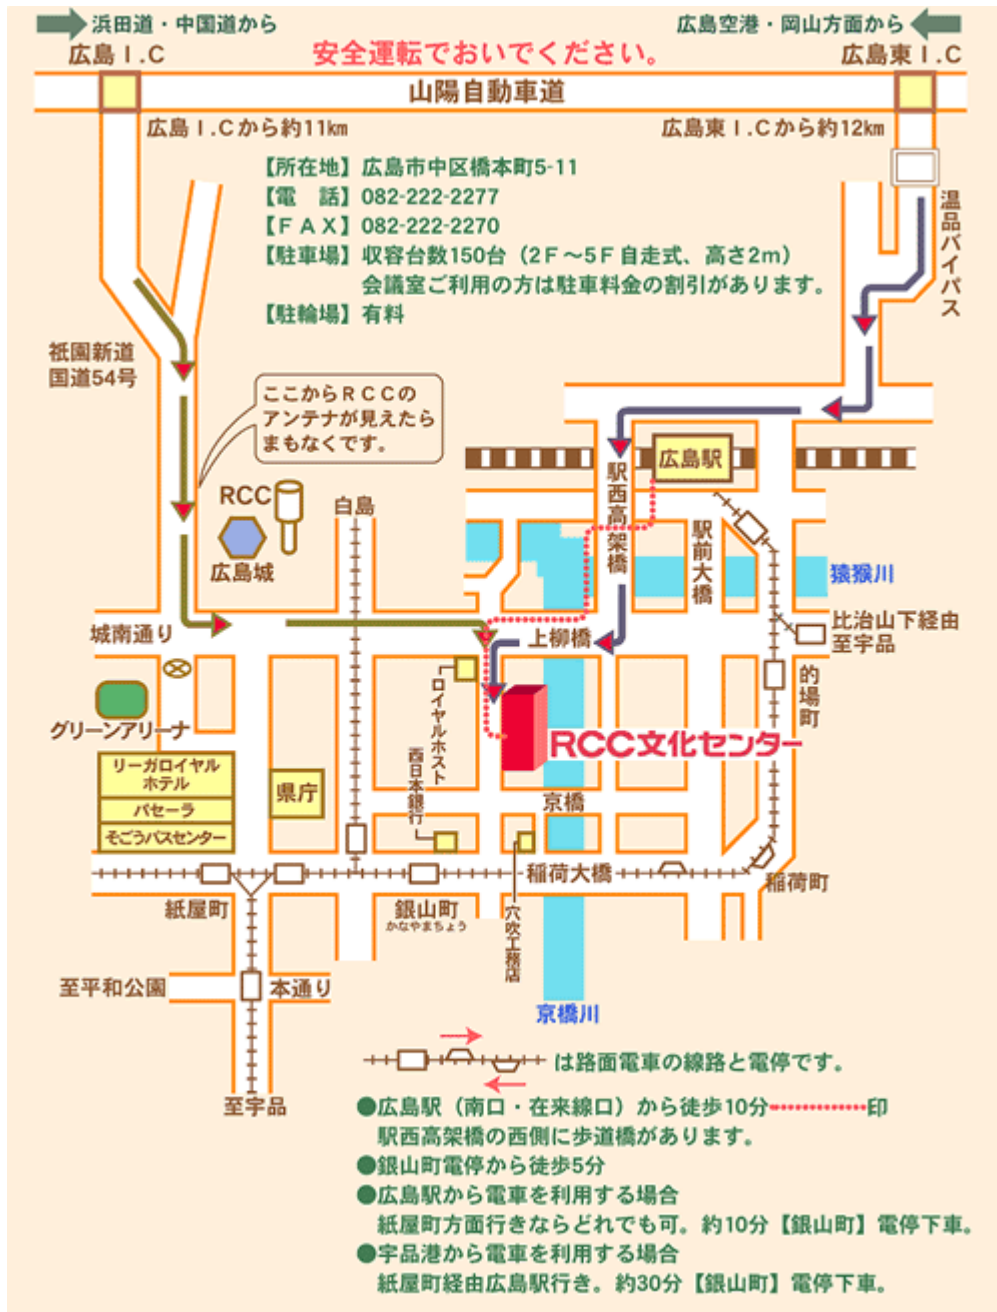 浜田道・中国道から
広島空港・岡山方面から
広島I.C
安全運転でおいでください。
広島東I.C
山陽自動車道
広島I.Cから約11km
広島東I.Cから約12km
【所在地】広島市中区橋本町5-11
【電　話】082-222-2277
【ＦＡＸ】082-222-2270
【駐車場】収容台数150台（2Ｆ〜5Ｆ自走式、高さ2m）
会議室ご利用の方は駐車料金の割引があります。
【駐輪場】有料
温品バイパス
祇園新道
国道54号
ここからＲＣＣの
アンテナが見えたら
まもなくです。
広島駅
駅西高架橋
RCC
白島
広島城
駅前大橋
猿猴川
城南通り
上柳橋
比治山下経由
至宇品
的場町
グリーンアリーナ
ロイヤルホスト
RCC文化センター
西日本銀行
リーガロイヤル
ホテル
パセーラ
そごうバスセンター
県庁
京橋
稲荷大橋
稲荷町
紙屋町
銀山町
かなやまちょう
穴吹工務店
至平和公園
本通り
京橋川
至宇品
は路面電車の線路と電停です。
●広島駅（南口・在来線口）から徒歩10分　印
駅西高架橋の西側に歩道橋があります。
●銀山町電停から徒歩5分
●広島駅から電車を利用する場合
紙屋町方面行きならどれでも可。約10分【銀山町】電停下車。
●宇品港から電車を利用する場合
紙屋町経由広島駅行き。約30分【銀山町】電停下車。